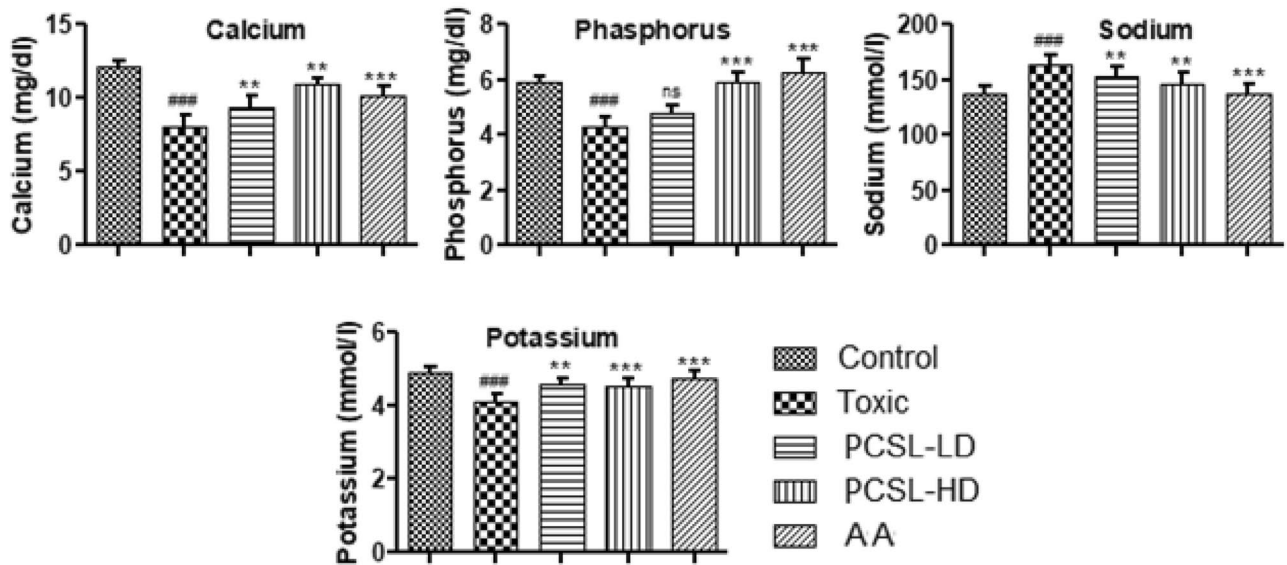 Calcium
Calcium (mg/dl)
15
10
5
0
###
**
**
***
Phasphorus
Phosphorus (mg/dl)
8
6
4
2
0
###
ns
***
***
Sodium
Sodium (mmol/l)
200
150
100
50
0
###
**
**
***
Potassium
Potassium (mmol/l)
6
4
2
0
###
**
***
***
Control
Toxic
PCSL-LD
PCSL-HD
AA